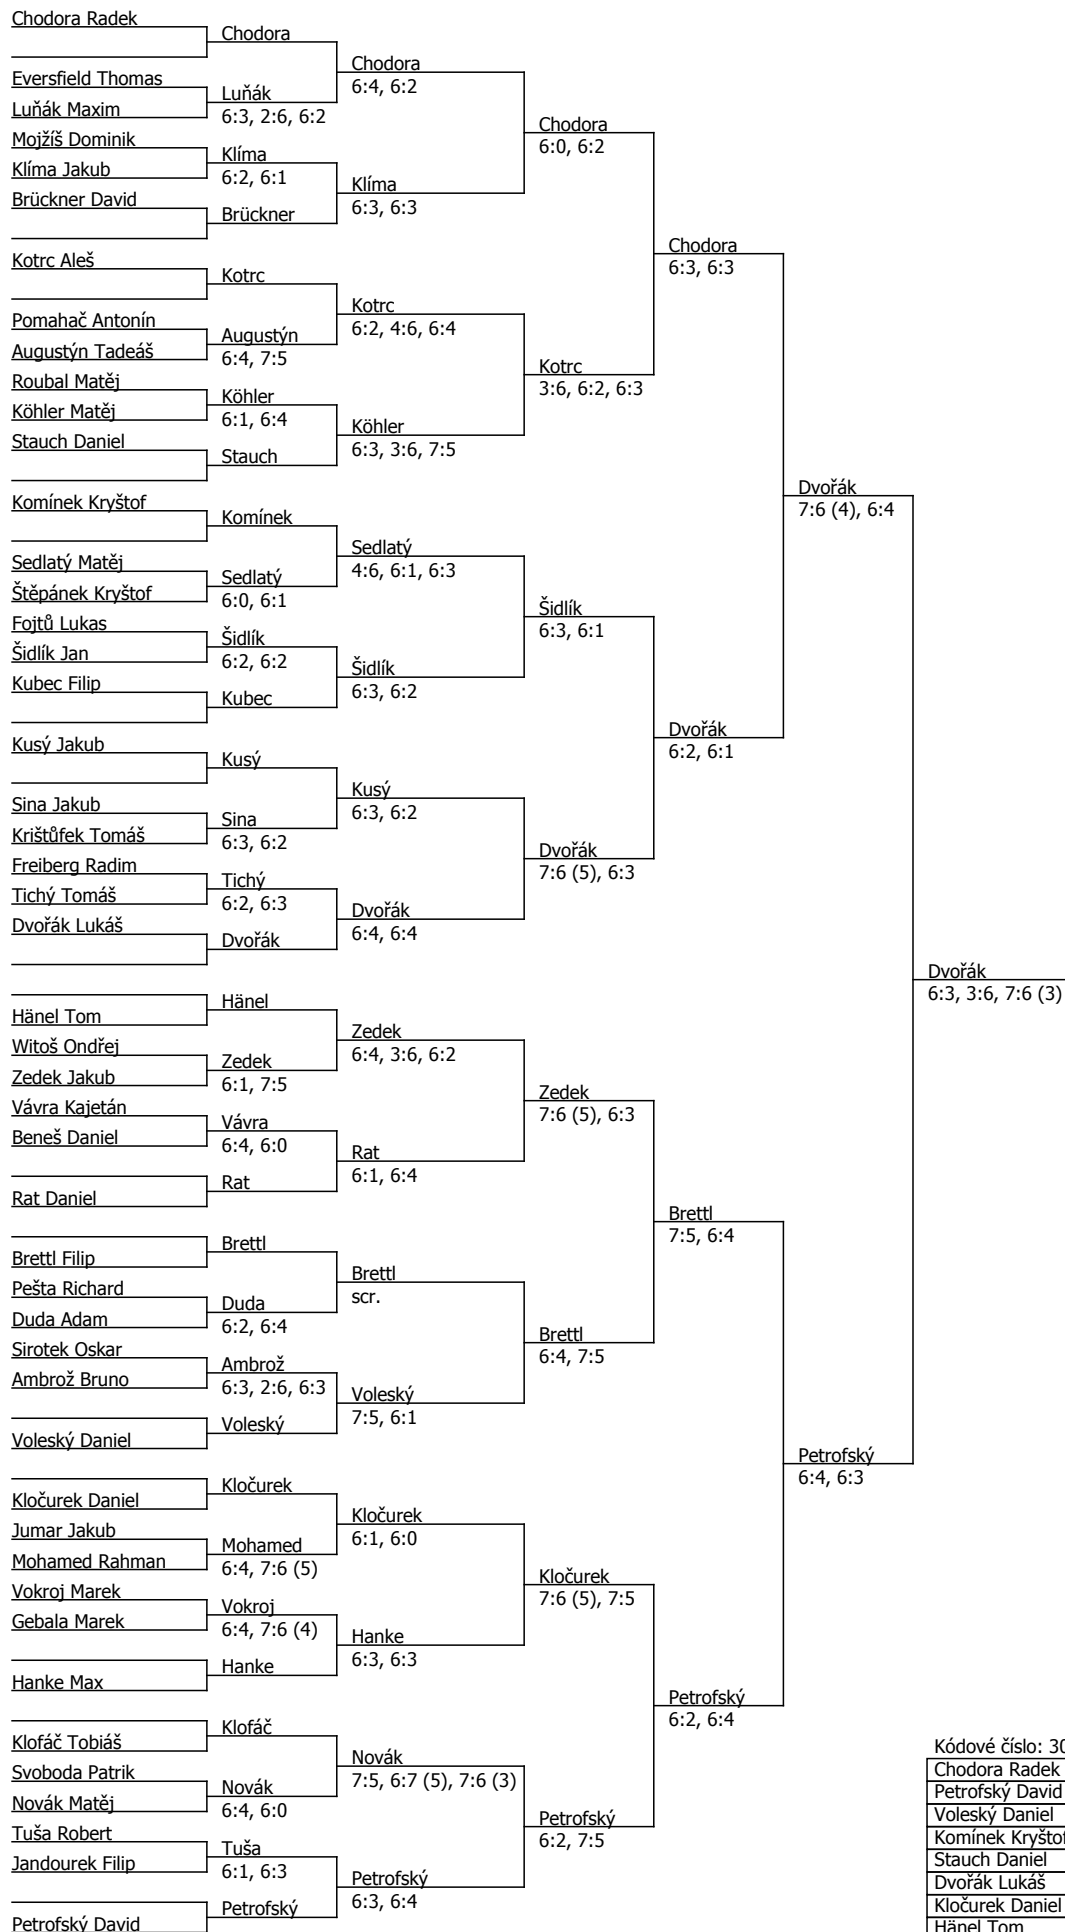 Chodora Radek
Chodora
Chodora
6:4, 6:2
Eversfield Thomas
Luňák
Luňák Maxim
6:3, 2:6, 6:2
Chodora
6:0, 6:2
Mojžíš Dominik
Klíma
Klíma Jakub
6:2, 6:1
Klíma
6:3, 6:3
Brückner David
Brückner
Chodora
6:3, 6:3
Kotrc Aleš
Kotrc
Kotrc
6:2, 4:6, 6:4
Pomahač Antonín
Augustýn
Augustýn Tadeáš
6:4, 7:5
Kotrc
3:6, 6:2, 6:3
Roubal Matěj
Köhler
Köhler Matěj
6:1, 6:4
Köhler
6:3, 3:6, 7:5
Stauch Daniel
Stauch
Dvořák
7:6 (4), 6:4
Komínek Kryštof
Komínek
Sedlatý
4:6, 6:1, 6:3
Sedlatý Matěj
Sedlatý
Štěpánek Kryštof
6:0, 6:1
Šidlík
6:3, 6:1
Fojtů Lukas
Šidlík
Šidlík Jan
6:2, 6:2
Šidlík
6:3, 6:2
Kubec Filip
Kubec
Dvořák
6:2, 6:1
Kusý Jakub
Kusý
Kusý
6:3, 6:2
Sina Jakub
Sina
Krištůfek Tomáš
6:3, 6:2
Dvořák
7:6 (5), 6:3
Freiberg Radim
Tichý
Tichý Tomáš
6:2, 6:3
Dvořák
6:4, 6:4
Dvořák Lukáš
Dvořák
Dvořák
6:3, 3:6, 7:6 (3)
Hänel
Hänel Tom
Zedek
6:4, 3:6, 6:2
Witoš Ondřej
Zedek
Zedek Jakub
6:1, 7:5
Zedek
7:6 (5), 6:3
Vávra Kajetán
Vávra
Beneš Daniel
6:4, 6:0
Rat
6:1, 6:4
Rat
Rat Daniel
Brettl
7:5, 6:4
Brettl
Brettl Filip
Brettl
scr.
Pešta Richard
Duda
Duda Adam
6:2, 6:4
Brettl
6:4, 7:5
Sirotek Oskar
Ambrož
Ambrož Bruno
6:3, 2:6, 6:3
Voleský
7:5, 6:1
Voleský
Voleský Daniel
Petrofský
6:4, 6:3
Kločurek
Kločurek Daniel
Kločurek
6:1, 6:0
Jumar Jakub
Mohamed
Mohamed Rahman
6:4, 7:6 (5)
Kločurek
7:6 (5), 7:5
Vokroj Marek
Vokroj
Gebala Marek
6:4, 7:6 (4)
Hanke
6:3, 6:3
Hanke
Hanke Max
Petrofský
6:2, 6:4
Klofáč
Klofáč Tobiáš
Novák
7:5, 6:7 (5), 7:6 (3)
Svoboda Patrik
Novák
Novák Matěj
6:4, 6:0
Petrofský
6:2, 7:5
Tuša Robert
Tuša
Jandourek Filip
6:1, 6:3
Petrofský
6:3, 6:4
Petrofský
Petrofský David
Kódové číslo: 30
Chodora Radek
Petrofský David
Voleský Daniel
Komínek Kryštof
Stauch Daniel
Dvořák Lukáš
Kločurek Daniel
Hänel Tom